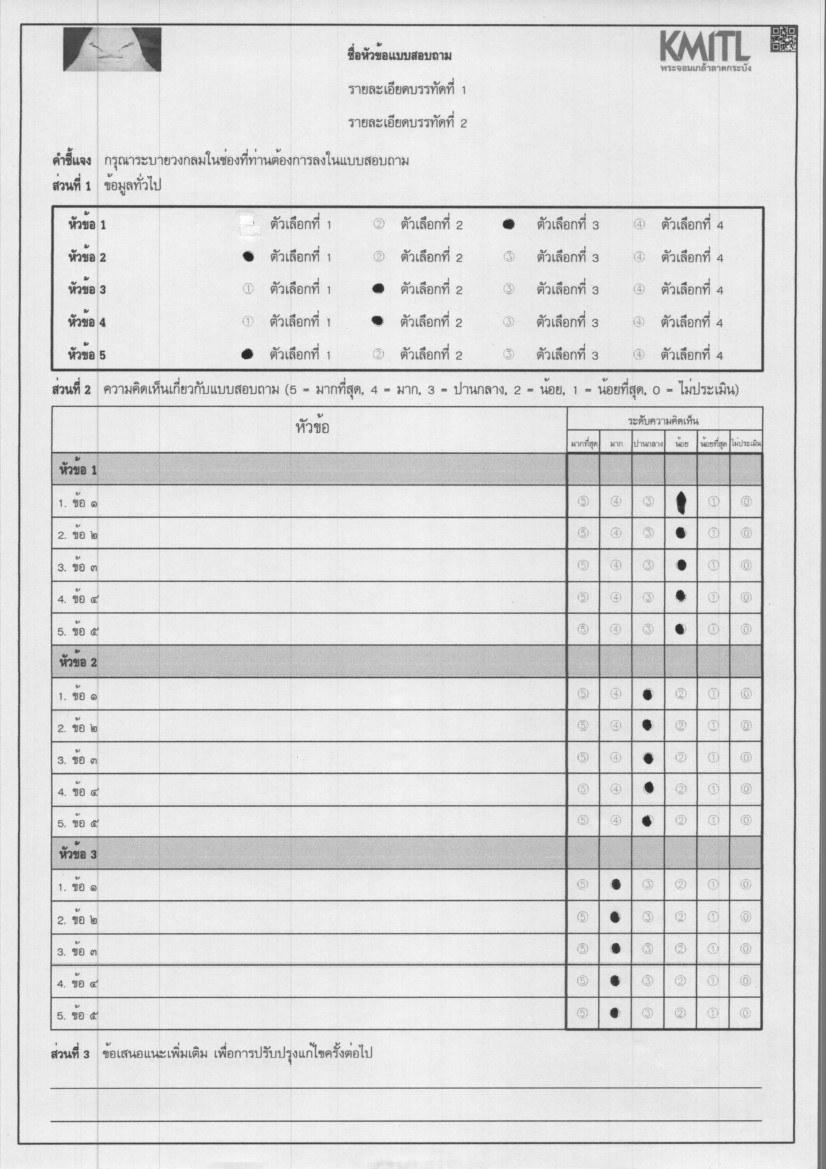 ชื่อหัวข้อแบบสอบถาม
KMITL
พระจอมเกล้าลาดกระบัง
รายละเอียดบรรทัดที่ 1
รายละเอียดบรรทัดที่ 2
คำชี้แจง กรุณาระบายวงกลมในช่องที่ท่านต้องการลงในแบบสอบถาม
ส่วนที่ 1 ข้อมูลทั่วไป
หัวข้อ 1 ตัวเลือกที่ 1 ② ตัวเลือกที่ 2 ตัวเลือกที่ 3 ④ ตัวเลือกที่ 4
หัวข้อ 2 ตัวเลือกที่ 1 ② ตัวเลือกที่ 2 ③ ตัวเลือกที่ 3 ④ ตัวเลือกที่ 4
หัวข้อ 3 ① ตัวเลือกที่ 1 ตัวเลือกที่ 2 ③ ตัวเลือกที่ 3 ④ ตัวเลือกที่ 4
หัวข้อ 4 ① ตัวเลือกที่ 1 ตัวเลือกที่ 2 ③ ตัวเลือกที่ 3 ④ ตัวเลือกที่ 4
หัวข้อ 5 ตัวเลือกที่ 1 ② ตัวเลือกที่ 2 ③ ตัวเลือกที่ 3 ④ ตัวเลือกที่ 4
ส่วนที่ 2 ความคิดเห็นเกี่ยวกับแบบสอบถาม (5 = มากที่สุด, 4 = มาก, 3 = ปานกลาง, 2 = น้อย, 1 = น้อยที่สุด, 0 = ไม่ประเมิน)
หัวข้อ ระดับความคิดเห็น
มากที่สุด มาก ปานกลาง น้อย น้อยที่สุด ไม่ประเมิน
หัวข้อ 1
1. ข้อ ๑ ⑤ ④ ③ ① ⓪
2. ข้อ ๒ ⑤ ④ ③ ① ⓪
3. ข้อ ๓ ⑤ ④ ③ ① ⓪
4. ข้อ ๔ ⑤ ④ ③ ① ⓪
5. ข้อ ๕ ⑤ ④ ③ ① ⓪
หัวข้อ 2
1. ข้อ ๑ ⑤ ④ ② ① ⓪
2. ข้อ ๒ ⑤ ④ ② ① ⓪
3. ข้อ ๓ ⑤ ④ ② ① ⓪
4. ข้อ ๔ ⑤ ④ ② ① ⓪
5. ข้อ ๕ ⑤ ④ ② ① ⓪
หัวข้อ 3
1. ข้อ ๑ ⑤ ③ ② ① ⓪
2. ข้อ ๒ ⑤ ③ ② ① ⓪
3. ข้อ ๓ ⑤ ③ ② ① ⓪
4. ข้อ ๔ ⑤ ③ ② ① ⓪
5. ข้อ ๕ ⑤ ③ ② ① ⓪
ส่วนที่ 3 ข้อเสนอแนะเพิ่มเติม เพื่อการปรับปรุงแก้ไขครั้งต่อไป